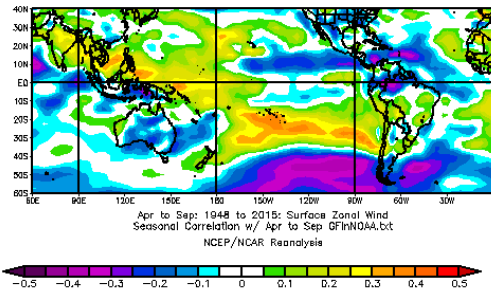 40N
30N
20N
10N
EQ
10S
20S
30S
40S
50S
60S
60E 90E 120E 150E 180 150W 120W 90W 60W 30W
Apr to Sep: 1948 to 2015: Surface Zonal Wind
Seasonal Correlation w/ Apr to Sep GFinNOAA.txt
NCEP/NCAR Reanalysis
-0.5 -0.4 -0.3 -0.2 -0.1 0 0.1 0.2 0.3 0.4 0.5